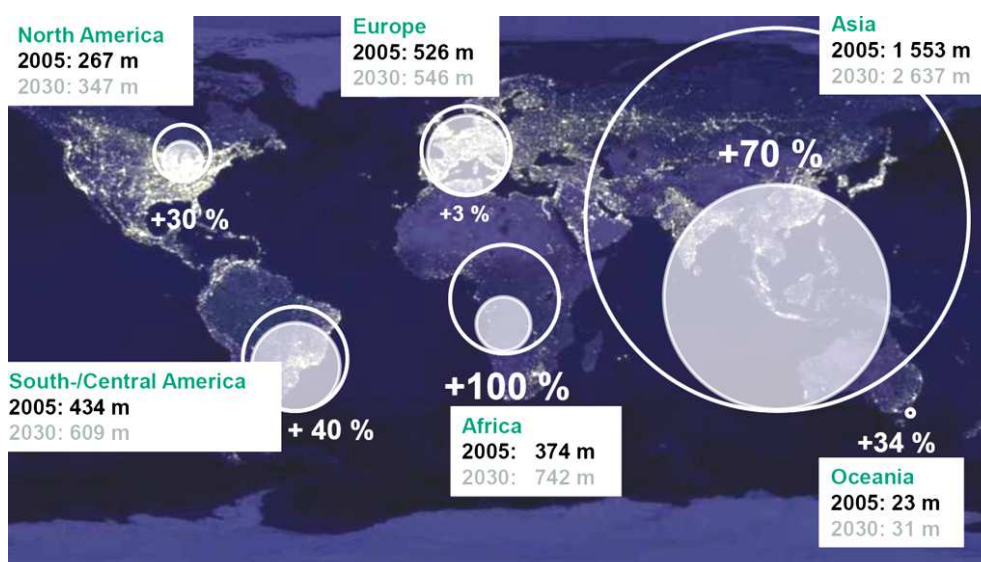 North America
2005: 267 m
2030: 347 m
+30 %
Europe
2005: 526 m
2030: 546 m
+3 %
Asia
2005: 1 553 m
2030: 2 637 m
+70 %
South-/Central America
2005: 434 m
2030: 609 m
+ 40 %
+100 %
Africa
2005: 374 m
2030: 742 m
+34 %
Oceania
2005: 23 m
2030: 31 m